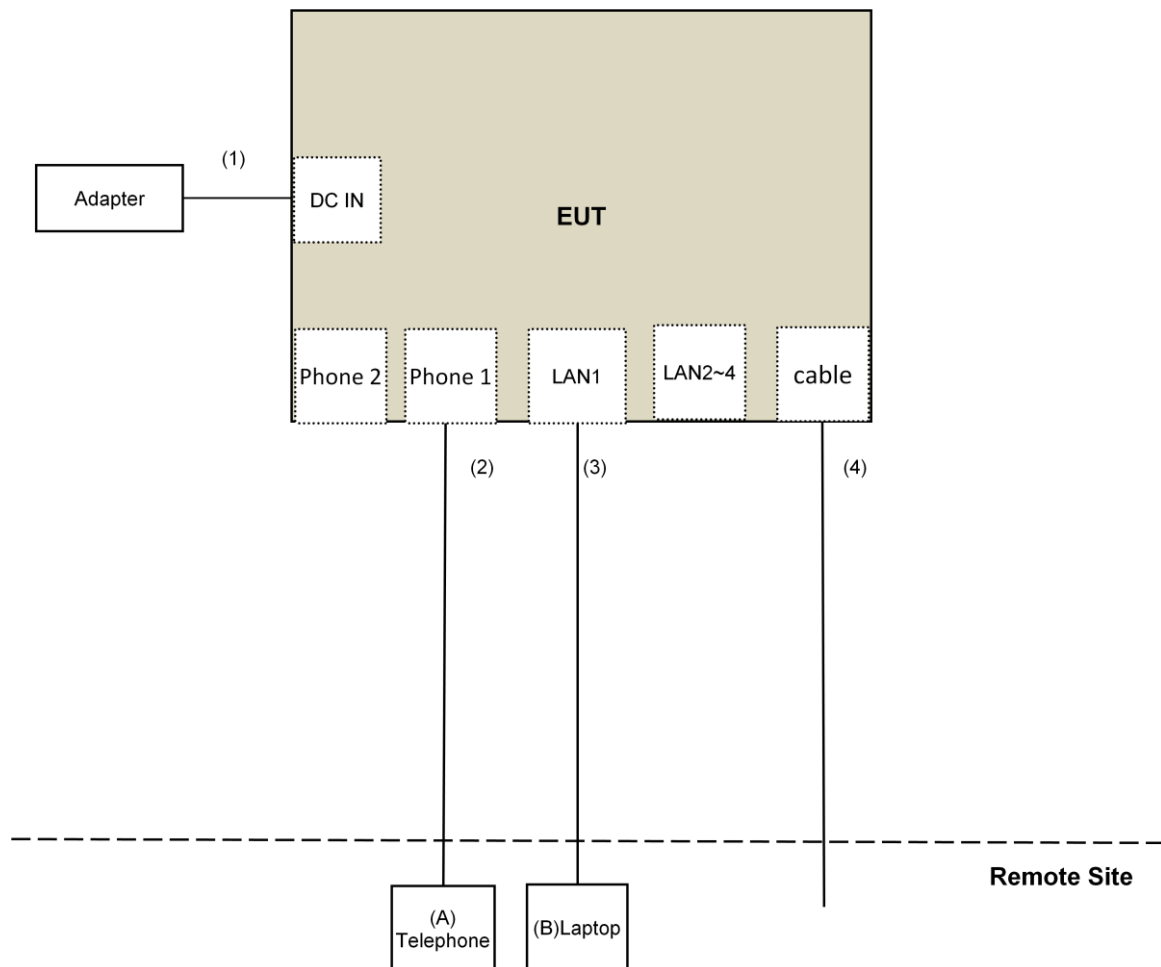 (1)
Adapter
DC IN
EUT
Phone 2
Phone 1
LAN1
LAN2~4
cable
(2)
(3)
(4)
Remote Site
(A)
Telephone
(B)Laptop